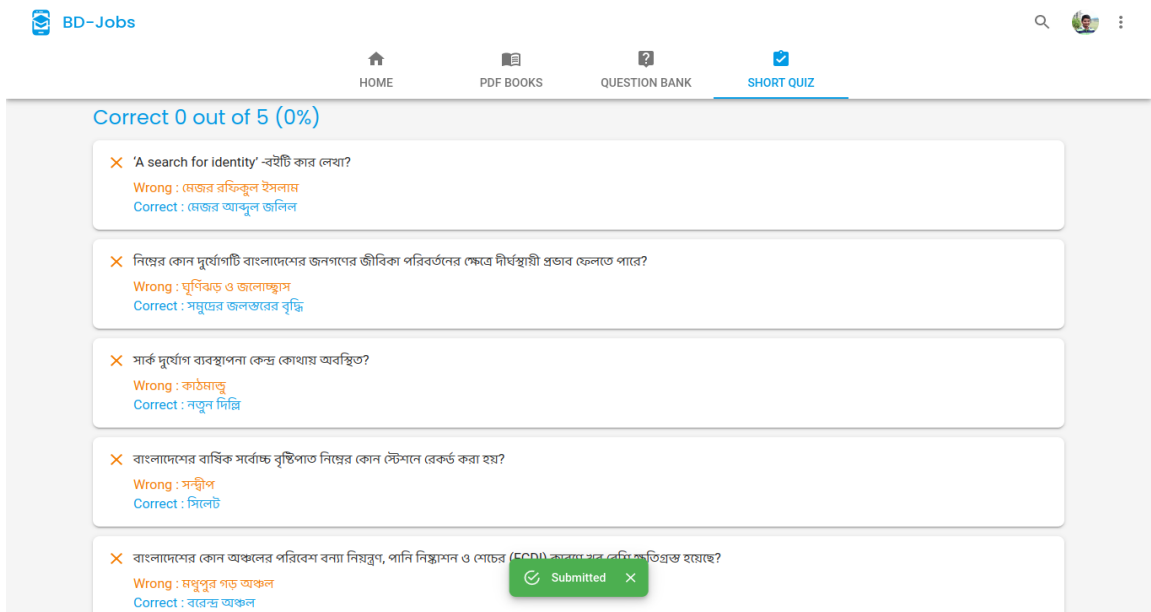 BD-Jobs
HOME
PDF BOOKS
QUESTION BANK
SHORT QUIZ
Correct 0 out of 5 (0%)
‘A search for identity’ -বইটি কার লেখা?
Wrong : মেজর রফিকুল ইসলাম
Correct : মেজর আব্দুল জলিল
নিম্নের কোন দুর্যোগটি বাংলাদেশের জনগণের জীবিকা পরিবর্তনের ক্ষেত্রে দীর্ঘস্থায়ী প্রভাব ফেলতে পারে?
Wrong : ঘূর্ণিঝড় ও জলোচ্ছ্বাস
Correct : সমুদ্রের জলস্তরের বৃদ্ধি
সার্ক দুর্যোগ ব্যবস্থাপনা কেন্দ্র কোথায় অবস্থিত?
Wrong : কাঠমান্ডু
Correct : নতুন দিল্লি
বাংলাদেশের বার্ষিক সর্বোচ্চ বৃষ্টিপাত নিম্নের কোন স্টেশনে রেকর্ড করা হয়?
Wrong : সন্দ্বীপ
Correct : সিলেট
বাংলাদেশের কোন অঞ্চলের পরিবেশ বন্যা নিয়ন্ত্রণ, পানি নিষ্কাশন ও শেচের হয়েছে?
Wrong : মধুপুর গড় অঞ্চল
Submitted
Correct : বরেন্দ্র অঞ্চল